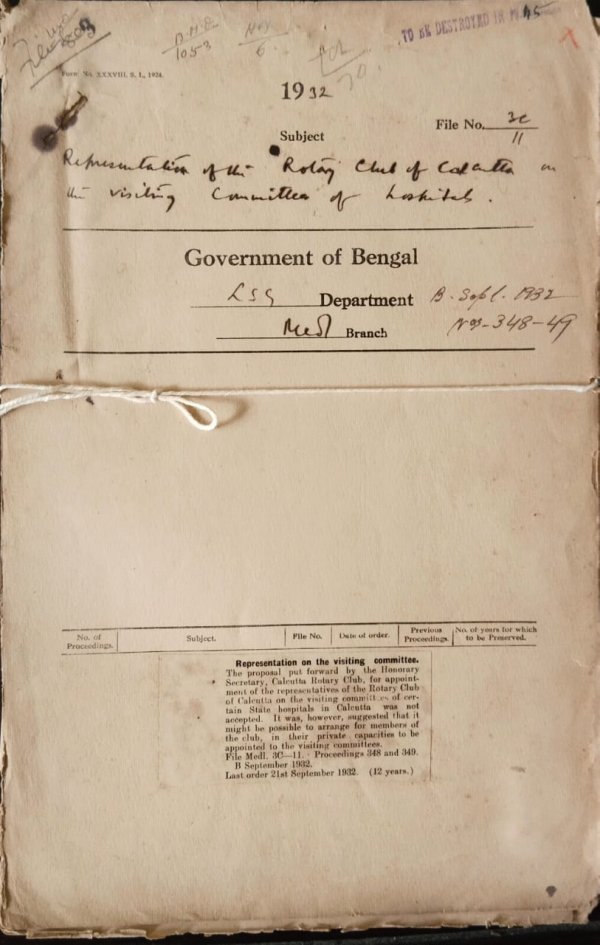 B.M.D.
1053
TO BE DESTROYED IN 45
Form No. XXXVIII, S. I., 1924.
1932
File No. 3C/11
Subject
Representation of the Rotary Club of Calcutta on
the visiting Committee of hospitals.
Government of Bengal
LSG Department B. Sept. 1932
Medl Branch Nos-348-49
No. of Proceedings. Subject. File No. Date of order. Previous Proceedings. No. of years for which to be Preserved.
Representation on the visiting committee.
The proposal put forward by the Honorary
Secretary, Calcutta Rotary Club, for appoint-
ment of the representatives of the Rotary Club
of Calcutta on the visiting committees of cer-
tain State hospitals in Calcutta was not
accepted. It was, however, suggested that it
might be possible to arrange for members of
the club, in their private capacities to be
appointed to the visiting committees.
File Medl. 3C—11. Proceedings 348 and 349.
B September 1932.
Last order 21st September 1932. (12 years.)